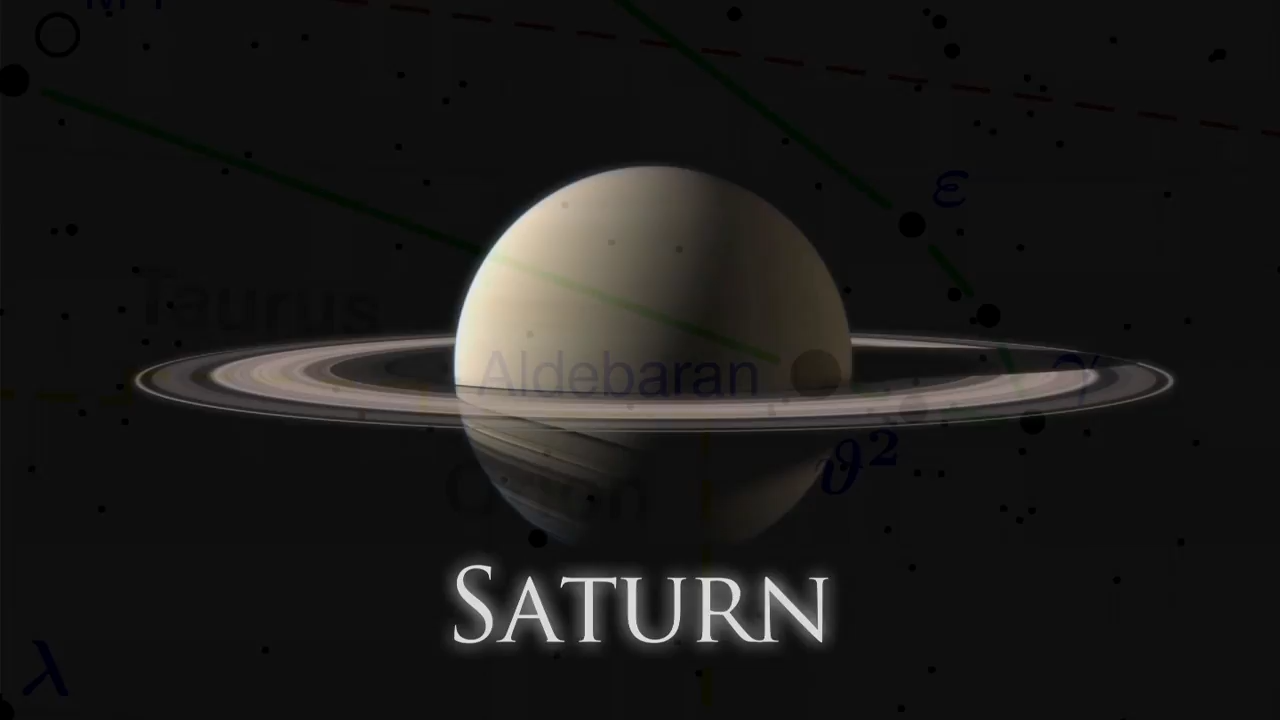 ε
Taurus
Aldebaran
γ
ϑ²
SATURN
λ